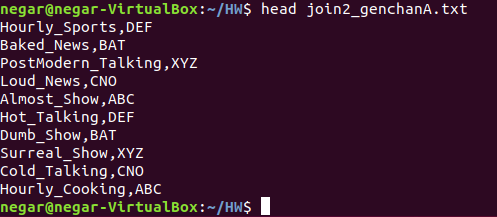 negar@negar-VirtualBox:~/HW$ head join2_genchanA.txt
Hourly_Sports,DEF
Baked_News,BAT
PostModern_Talking,XYZ
Loud_News,CNO
Almost_Show,ABC
Hot_Talking,DEF
Dumb_Show,BAT
Surreal_Show,XYZ
Cold_Talking,CNO
Hourly_Cooking,ABC
negar@negar-VirtualBox:~/HW$